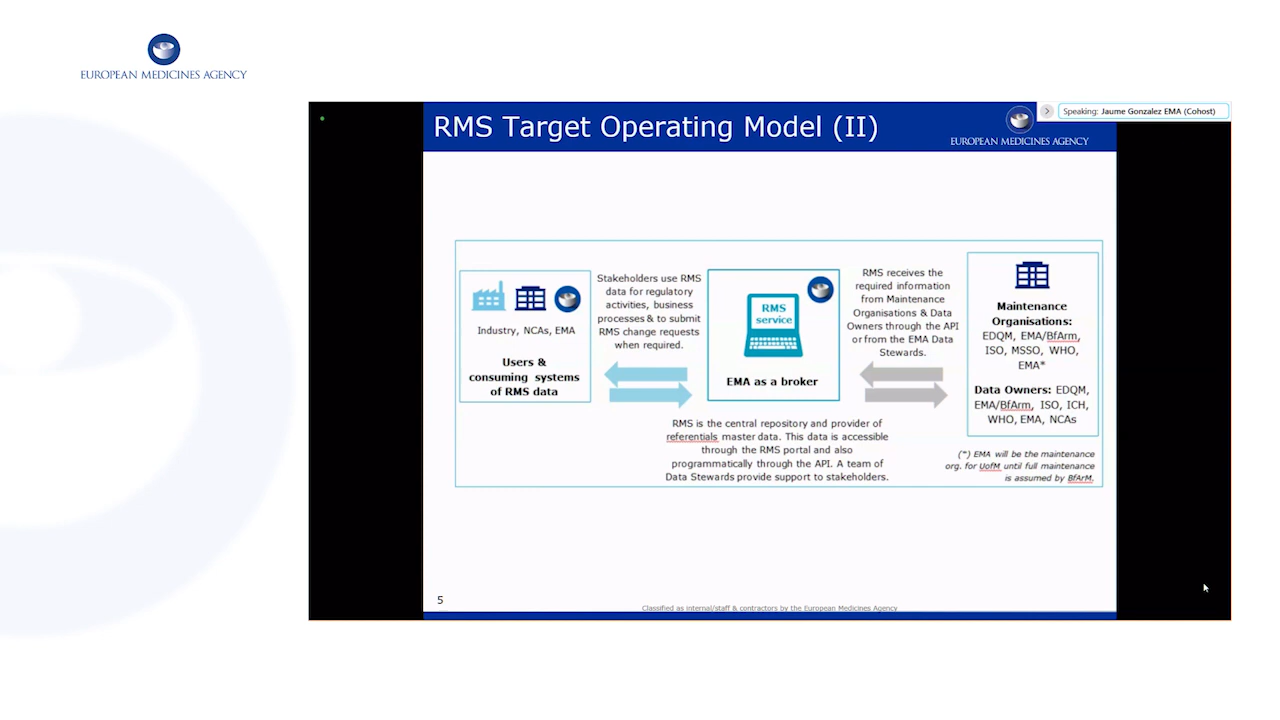 EUROPEAN MEDICINES AGENCY
Speaking: Jaume Gonzalez EMA (Cohost)
RMS Target Operating Model (II)
EUROPEAN MEDICINES AGENCY
Industry, NCAs, EMA
Users &
consuming systems
of RMS data
Stakeholders use RMS
data for regulatory
activities, business
processes & to submit
RMS change requests
when required.
RMS
service
EMA as a broker
RMS receives the
required information
from Maintenance
Organisations & Data
Owners through the API
or from the EMA Data
Stewards.
Maintenance
Organisations:
EDQM, EMA/BfArm,
ISO, MSSO, WHO,
EMA*
Data Owners: EDQM,
EMA/BfArm, ISO, ICH,
WHO, EMA, NCAs
RMS is the central repository and provider of
referentials master data. This data is accessible
through the RMS portal and also
programmatically through the API. A team of
Data Stewards provide support to stakeholders.
(*) EMA will be the maintenance
org. for UofM until full maintenance
is assumed by BfArM.
5
Classified as internal/staff & contractors by the European Medicines Agency